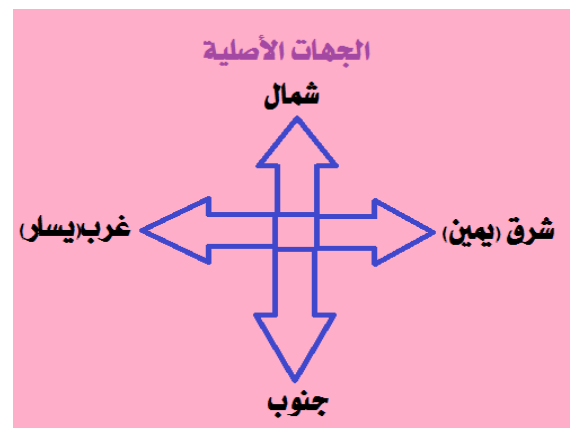 الجهات الأصلية
شمال
شرق (يمين)
غرب(يسار)
جنوب